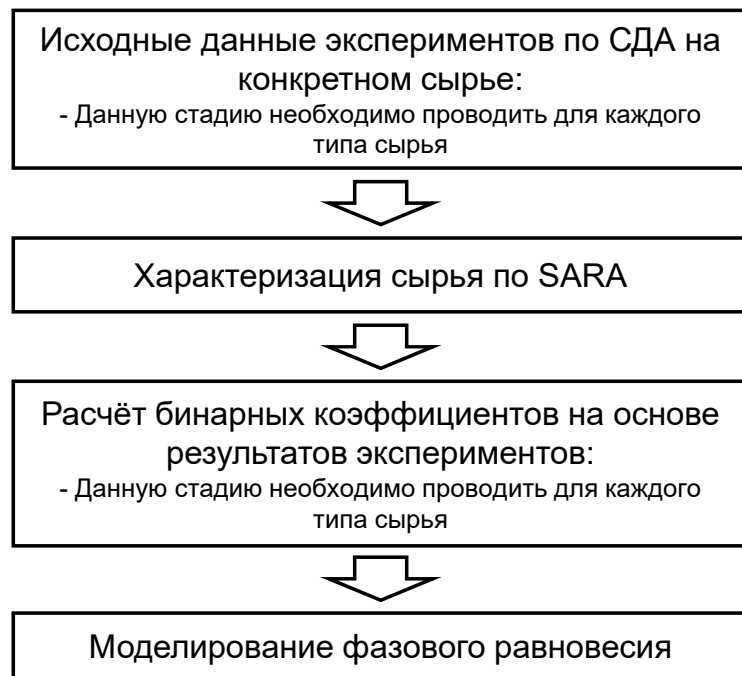 Исходные данные экспериментов по СДА на
конкретном сырье:
- Данную стадию необходимо проводить для каждого
типа сырья
Характеризация сырья по SARA
Расчёт бинарных коэффициентов на основе
результатов экспериментов:
- Данную стадию необходимо проводить для каждого
типа сырья
Моделирование фазового равновесия